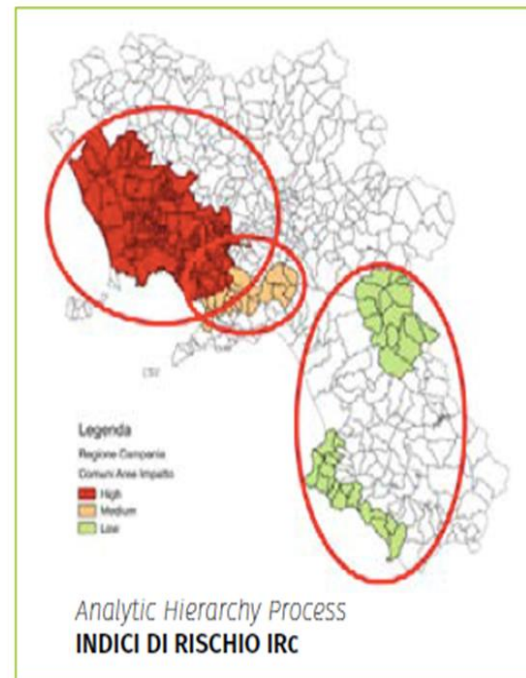 Legenda
Regione Campania
Comuni Area Impatto
High
Medium
Low
Analytic Hierarchy Process
INDICI DI RISCHIO IRc